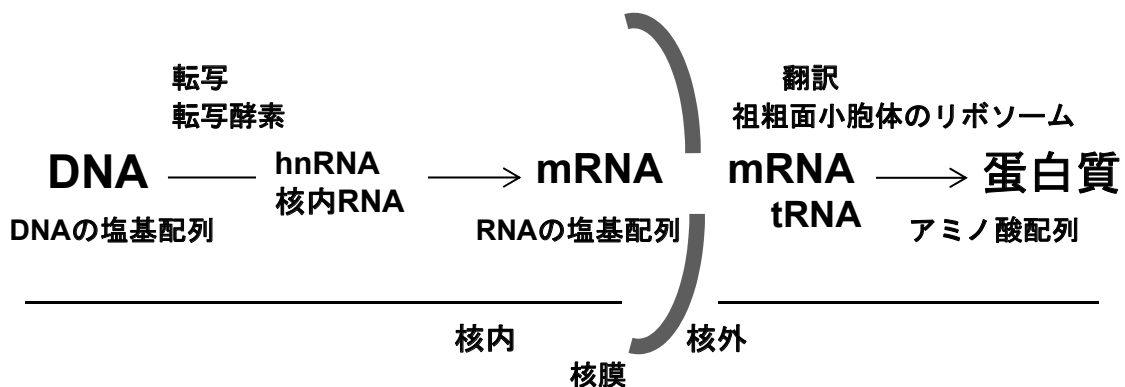 転写
転写酵素
翻訳
祖粗面小胞体のリボソーム
DNA
hnRNA
核内RNA
mRNA
mRNA
tRNA
蛋白質
DNAの塩基配列
RNAの塩基配列
アミノ酸配列
核内
核膜
核外